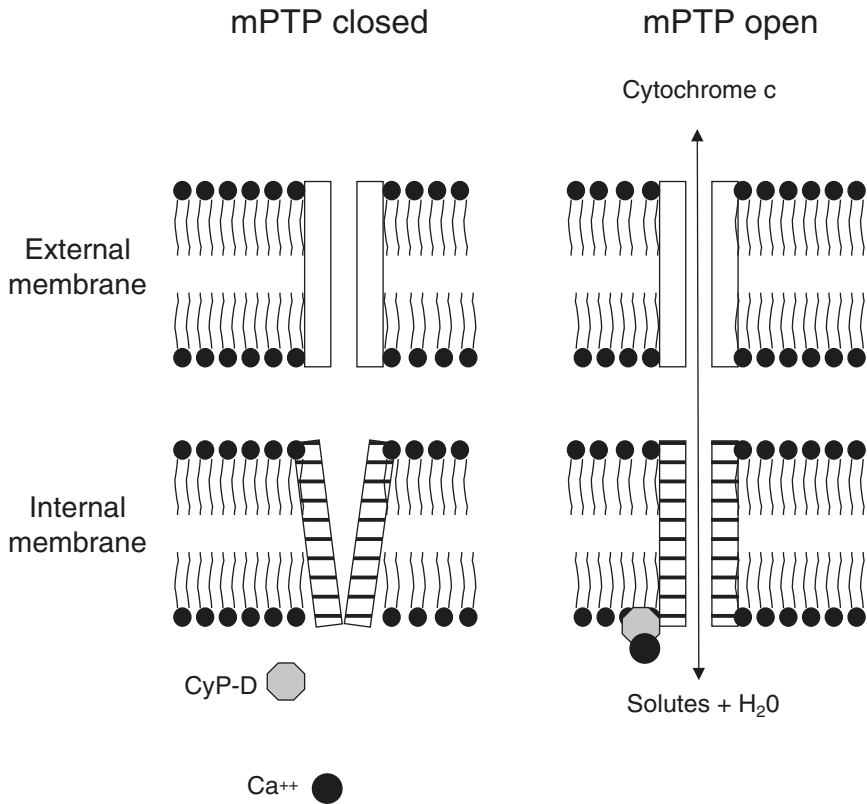 mPTP closed
mPTP open
Cytochrome c
External
membrane
Internal
membrane
CyP-D
Solutes + H₂0
Ca⁺⁺